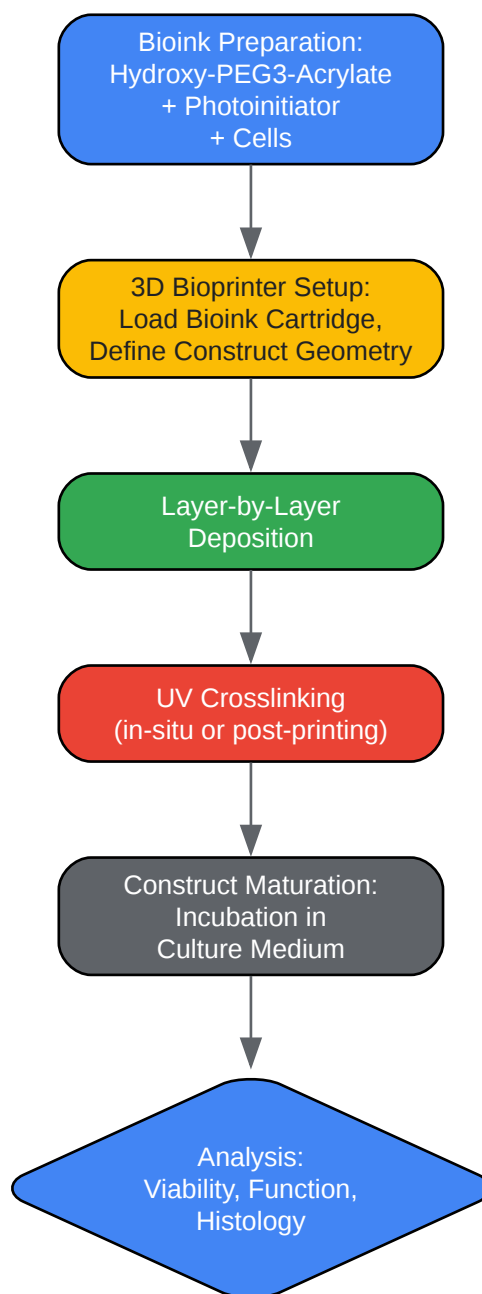 Bioink Preparation:
Hydroxy-PEG3-Acrylate
+ Photoinitiator
+ Cells
3D Bioprinter Setup:
Load Bioink Cartridge,
Define Construct Geometry
Layer-by-Layer
Deposition
UV Crosslinking
(in-situ or post-printing)
Construct Maturation:
Incubation in
Culture Medium
Analysis:
Viability, Function,
Histology